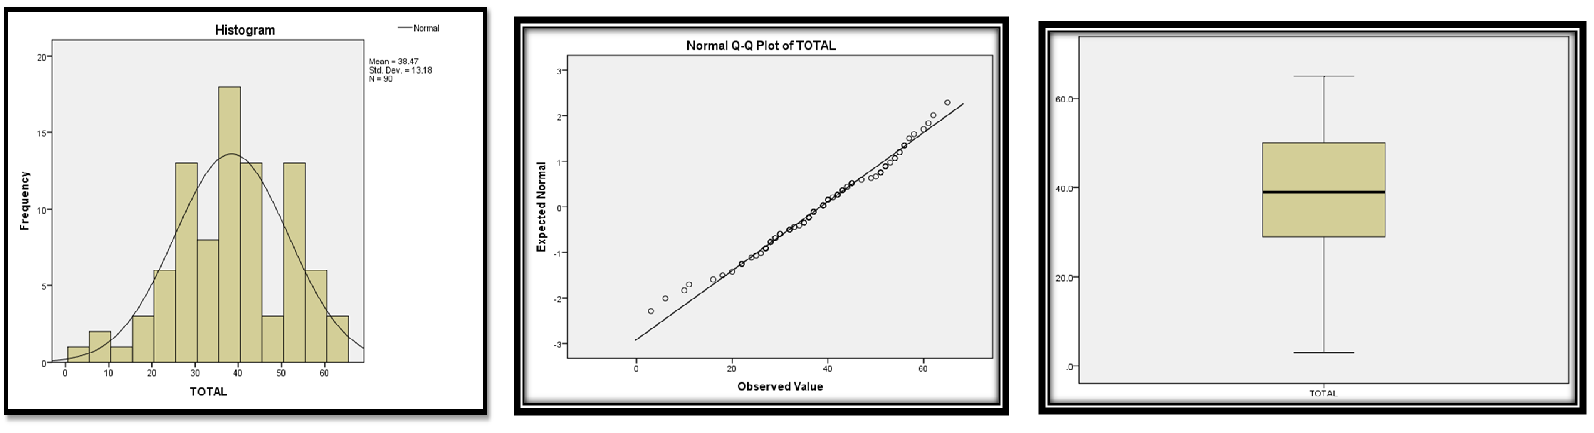 Histogram
Normal
Mean = 38.47
Std. Dev. = 13.18
N = 90
20
15
10
5
0
Frequency
0 10 20 30 40 50 60
TOTAL
Normal Q-Q Plot of TOTAL
3
2
1
0
-1
-2
-3
Expected Normal
0 20 40 60
Observed Value
60.0
40.0
20.0
.0
TOTAL